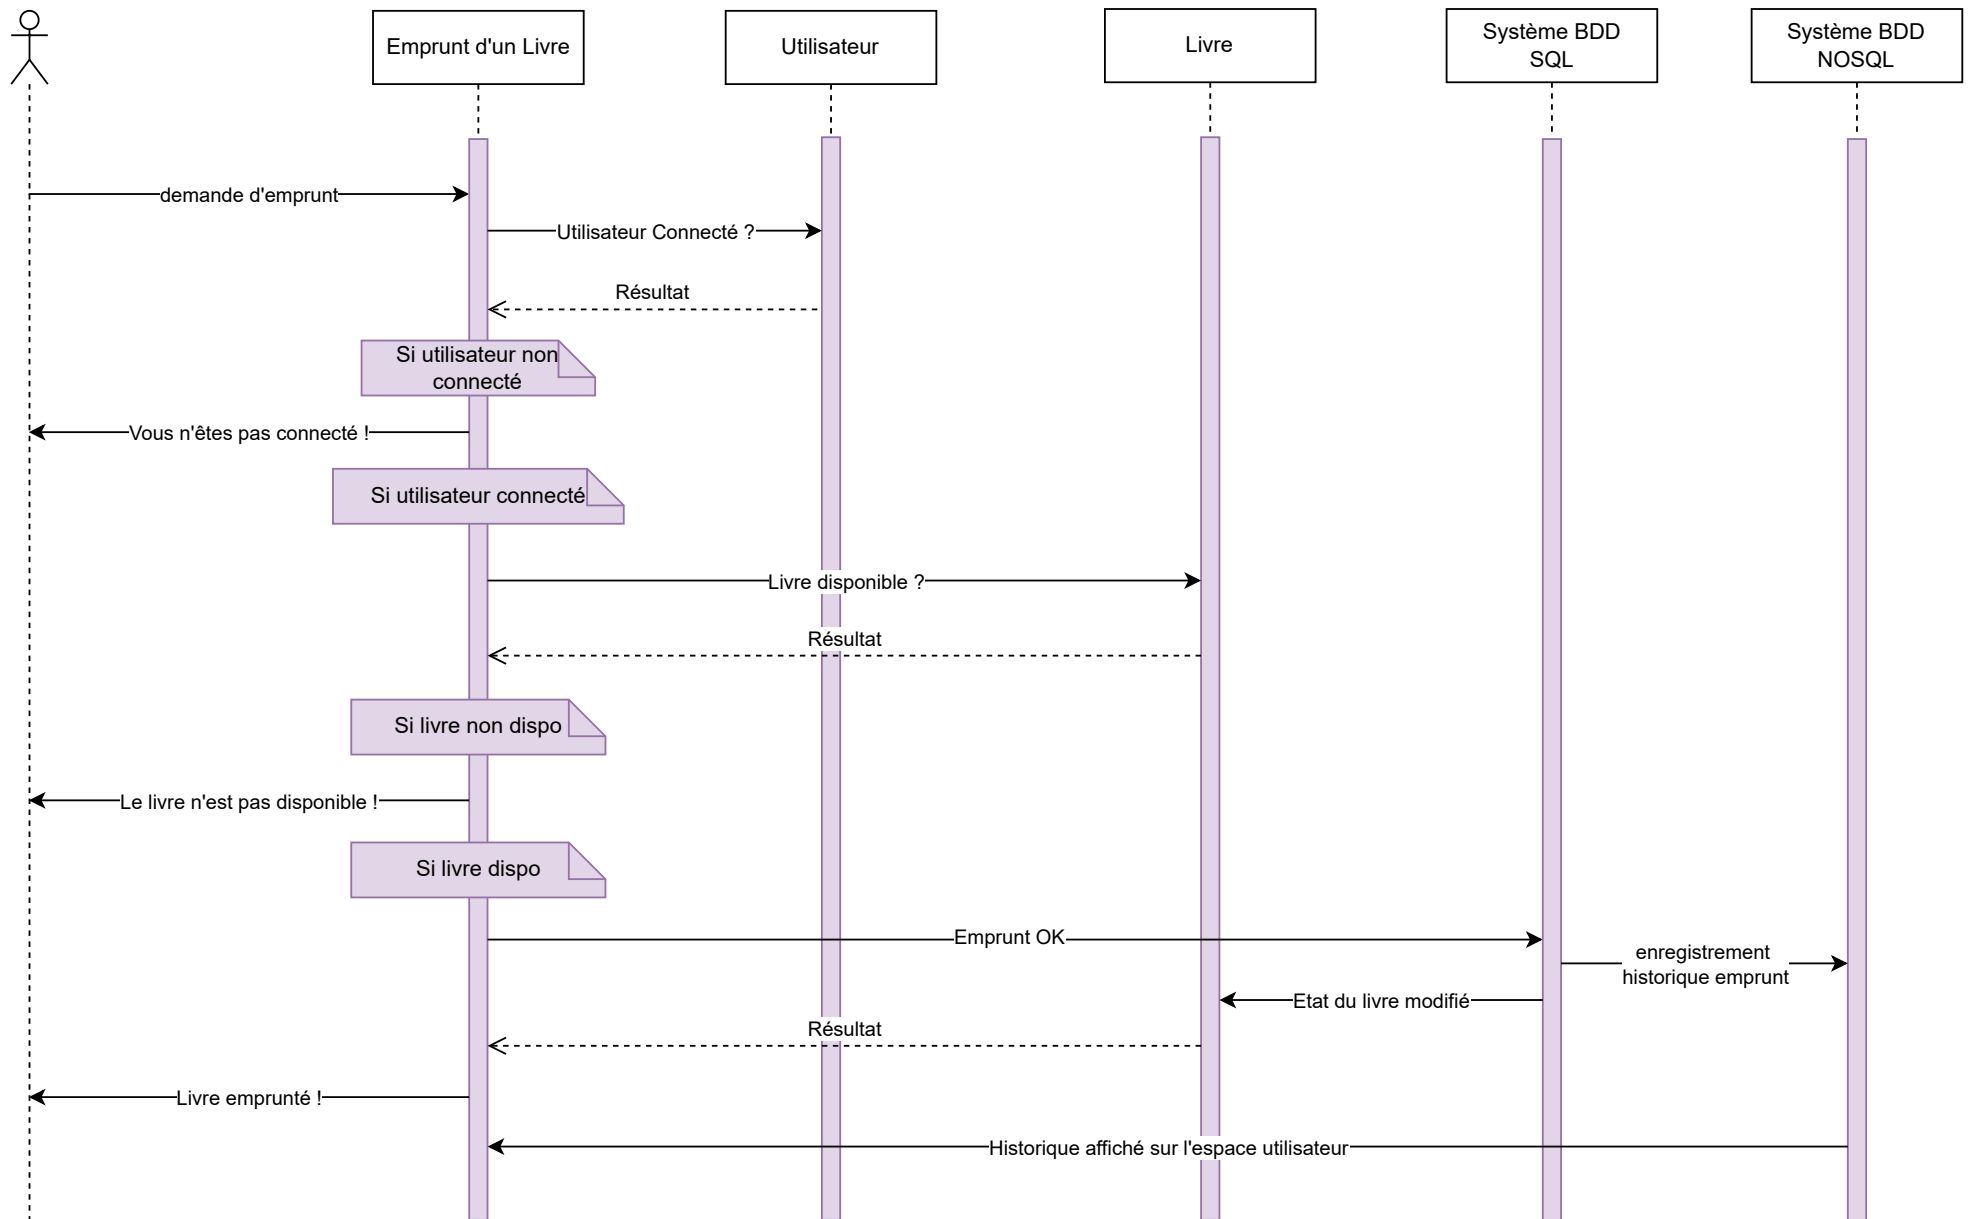 Emprunt d'un Livre
Utilisateur
Livre
Système BDD
SQL
Système BDD
NOSQL
demande d'emprunt
Utilisateur Connecté ?
Résultat
Si utilisateur non
connecté
Vous n'êtes pas connecté !
Si utilisateur connecté
Livre disponible ?
Résultat
Si livre non dispo
Le livre n'est pas disponible !
Si livre dispo
Emprunt OK
enregistrement
historique emprunt
Etat du livre modifié
Résultat
Livre emprunté !
Historique affiché sur l'espace utilisateur